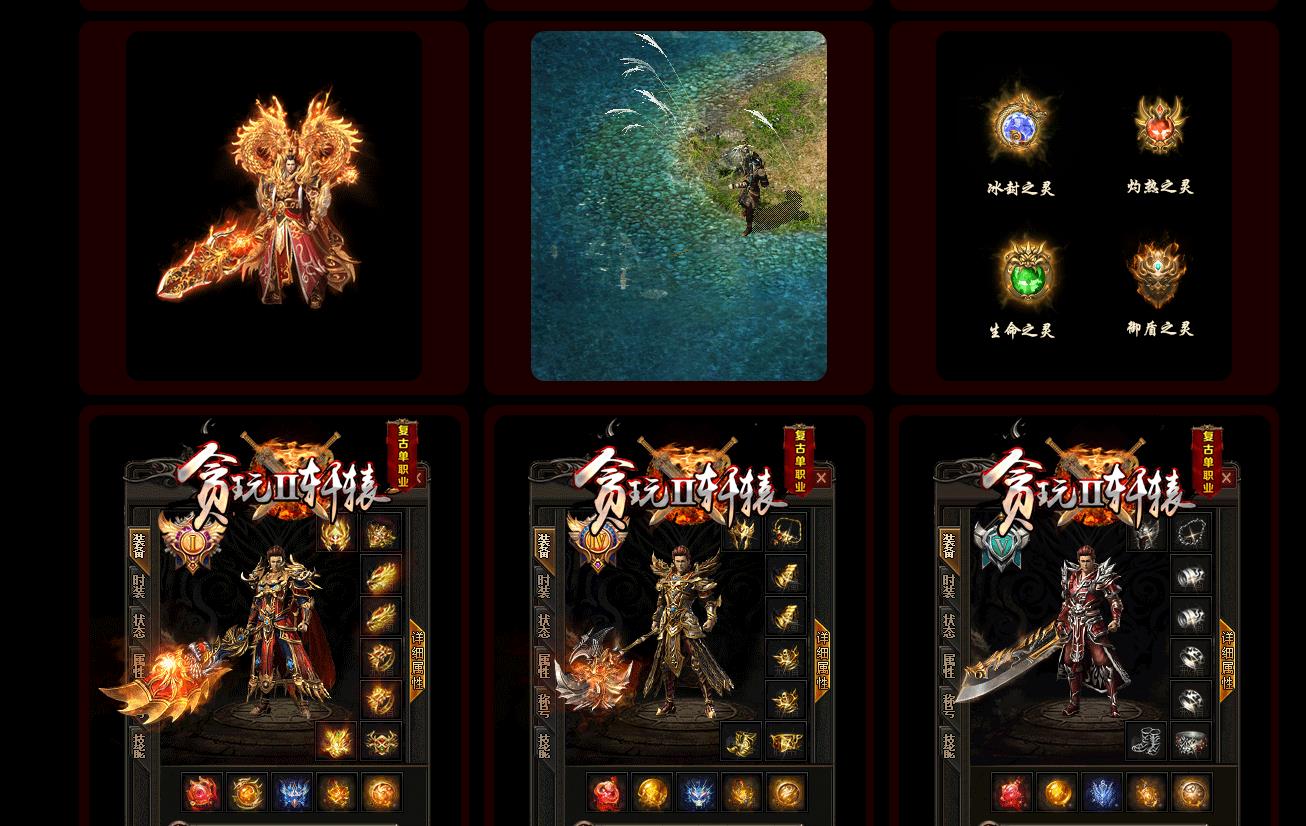 冰封之灵
灼热之灵
生命之灵
御盾之灵
贪玩II轩辕
复古单职业
装备
时装
状态
属性
称号
技能
详细属性
贪玩II轩辕
复古单职业
装备
时装
状态
属性
称号
技能
详细属性
贪玩II轩辕
复古单职业
装备
时装
状态
属性
称号
技能
详细属性